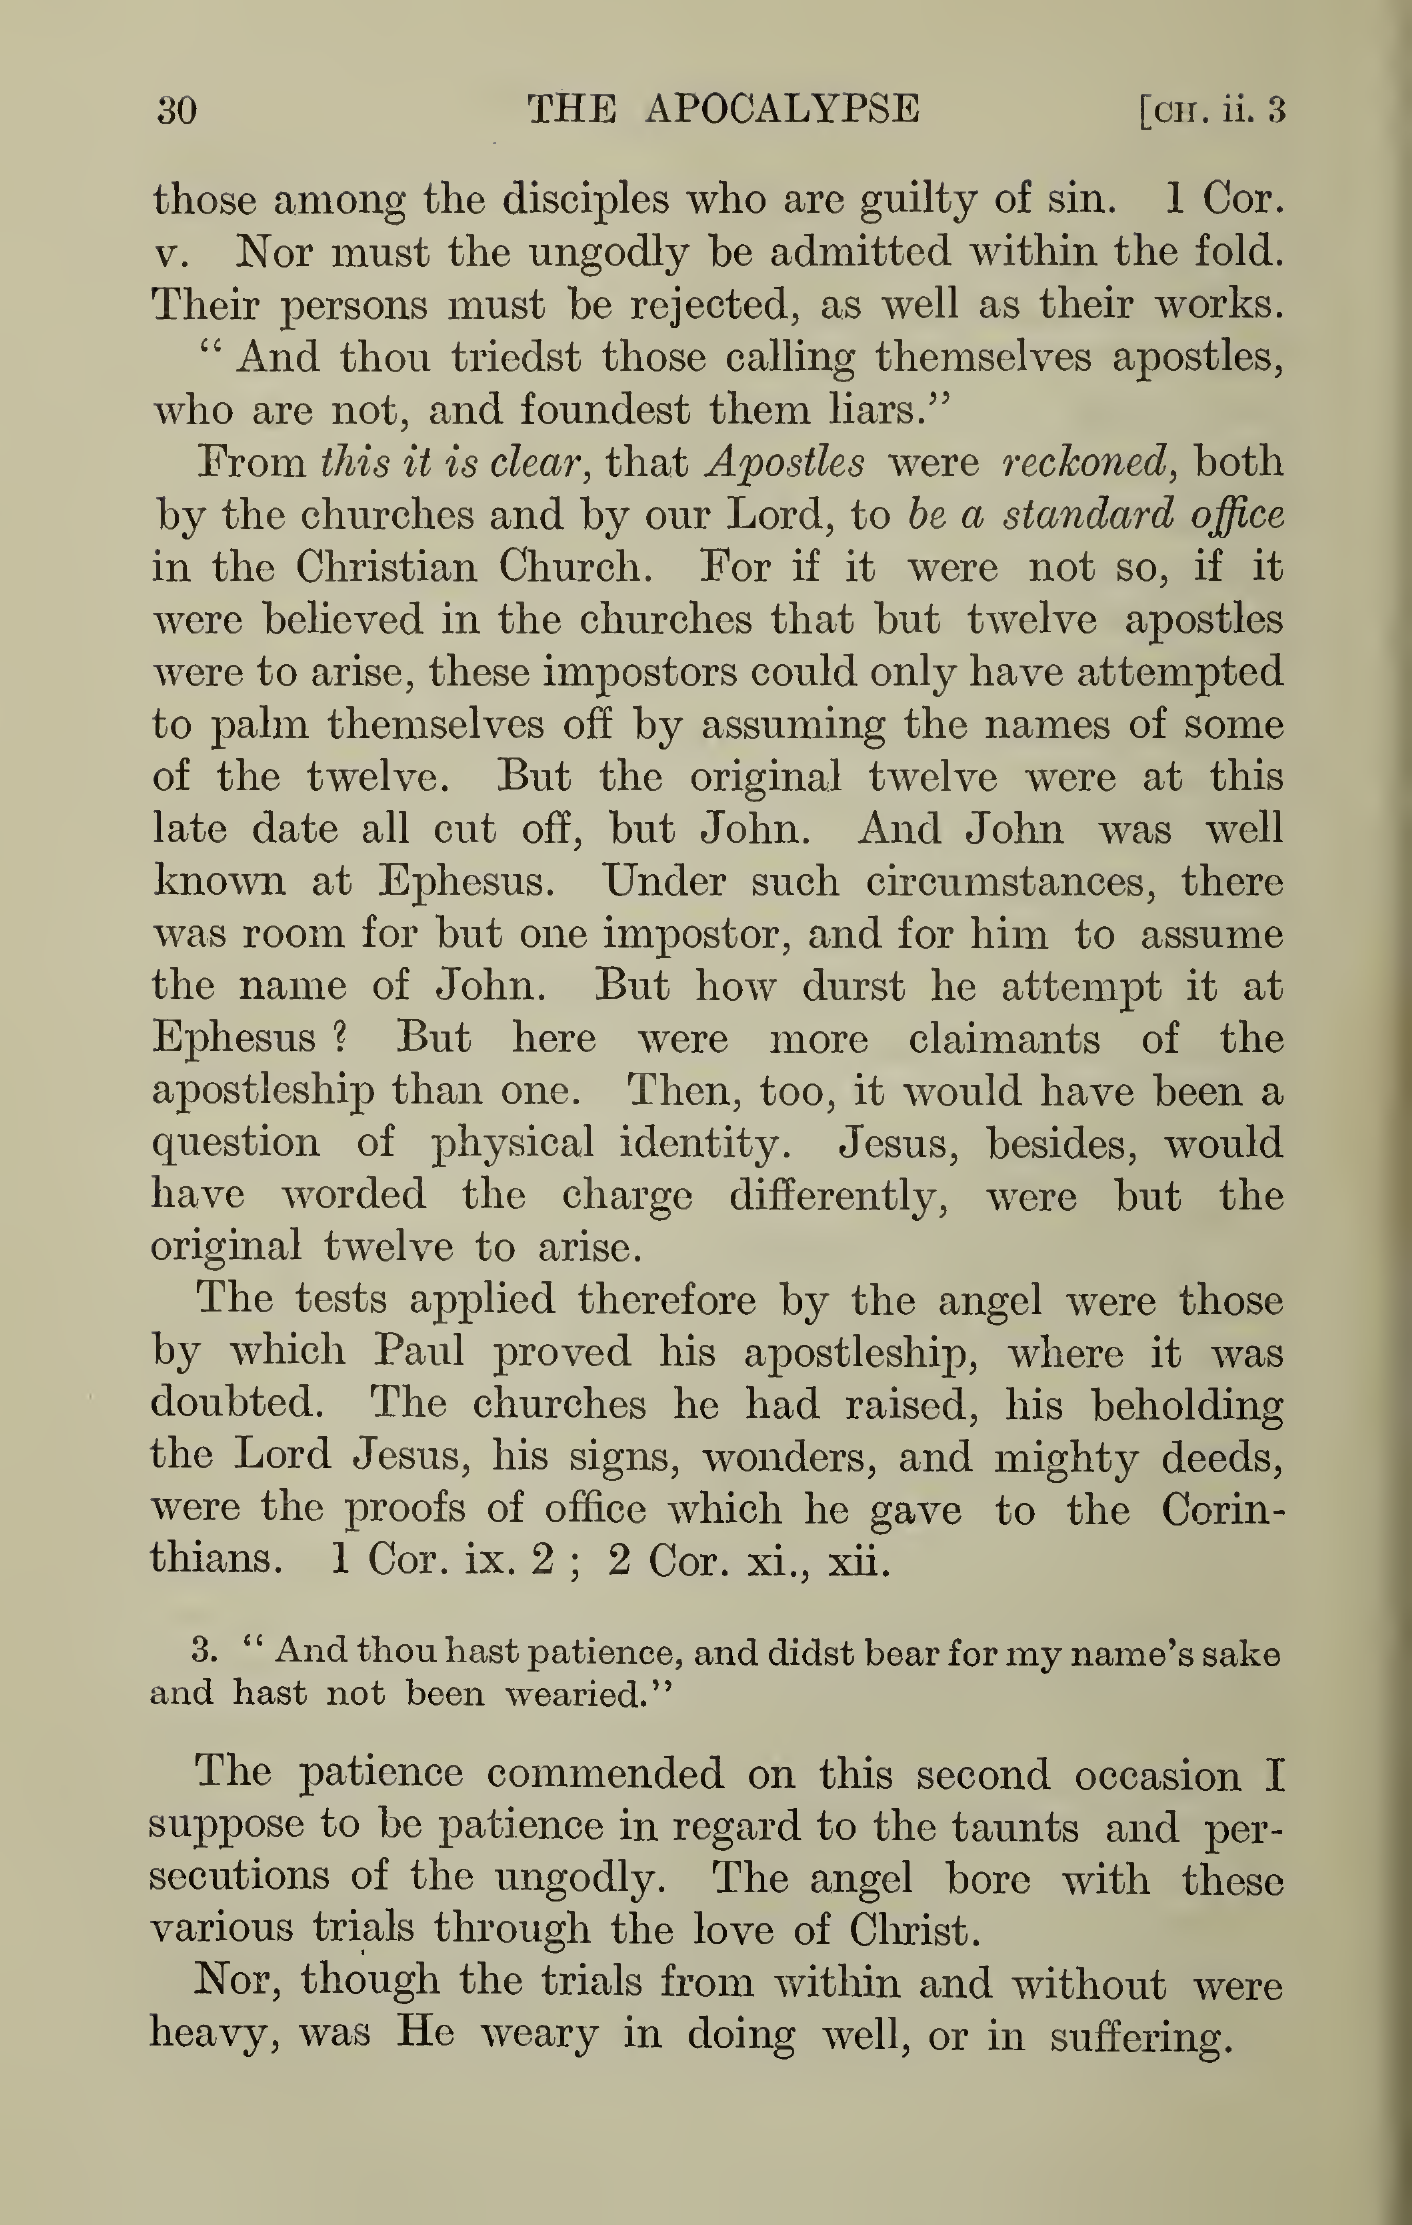 30 THE APOCALYPSE [CH. ii. 3
those among the disciples who are guilty of sin. 1 Cor.
v. Nor must the ungodly be admitted within the fold.
Their persons must be rejected, as well as their works.
“ And thou triedst those calling themselves apostles,
who are not, and foundest them liars.”
From this it is clear, that Apostles were reckoned, both
by the churches and by our Lord, to be a standard office
in the Christian Church. For if it were not so, if it
were believed in the churches that but twelve apostles
were to arise, these impostors could only have attempted
to palm themselves off by assuming the names of some
of the twelve. But the original twelve were at this
late date all cut off, but John. And John was well
known at Ephesus. Under such circumstances, there
was room for but one impostor, and for him to assume
the name of John. But how durst he attempt it at
Ephesus ? But here were more claimants of the
apostleship than one. Then, too, it would have been a
question of physical identity. Jesus, besides, would
have worded the charge differently, were but the
original twelve to arise.
The tests applied therefore by the angel were those
by which Paul proved his apostleship, where it was
doubted. The churches he had raised, his beholding
the Lord Jesus, his signs, wonders, and mighty deeds,
were the proofs of office which he gave to the Corin-
thians. 1 Cor. ix. 2 ; 2 Cor. xi., xii.
3. “ And thou hast patience, and didst bear for my name’s sake
and hast not been wearied.”
The patience commended on this second occasion I
suppose to be patience in regard to the taunts and per-
secutions of the ungodly. The angel bore with these
various trials through the love of Christ.
Nor, though the trials from within and without were
heavy, was He weary in doing well, or in suffering.